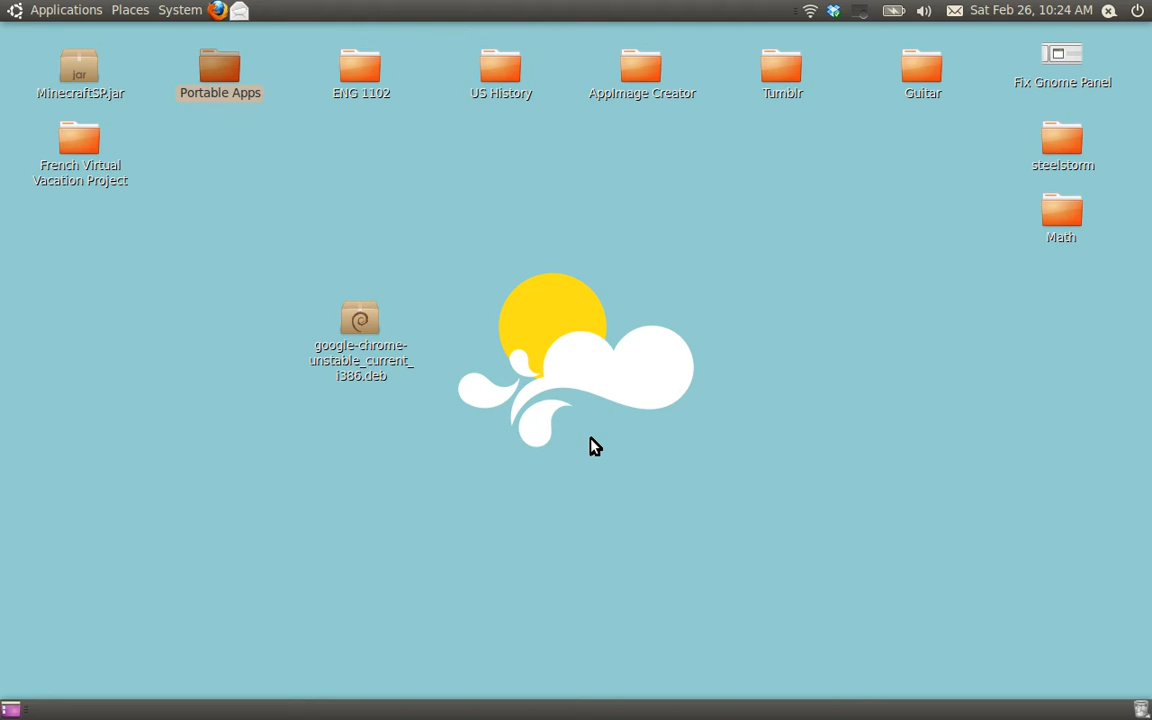 Applications Places System
Sat Feb 26, 10:24 AM
jar
MinecraftSP.jar
Portable Apps
ENG 1102
US History
AppImage Creator
Tumblr
Guitar
Fix Gnome Panel
French Virtual
Vacation Project
steelstorm
Math
google-chrome-
unstable_current_
i386.deb